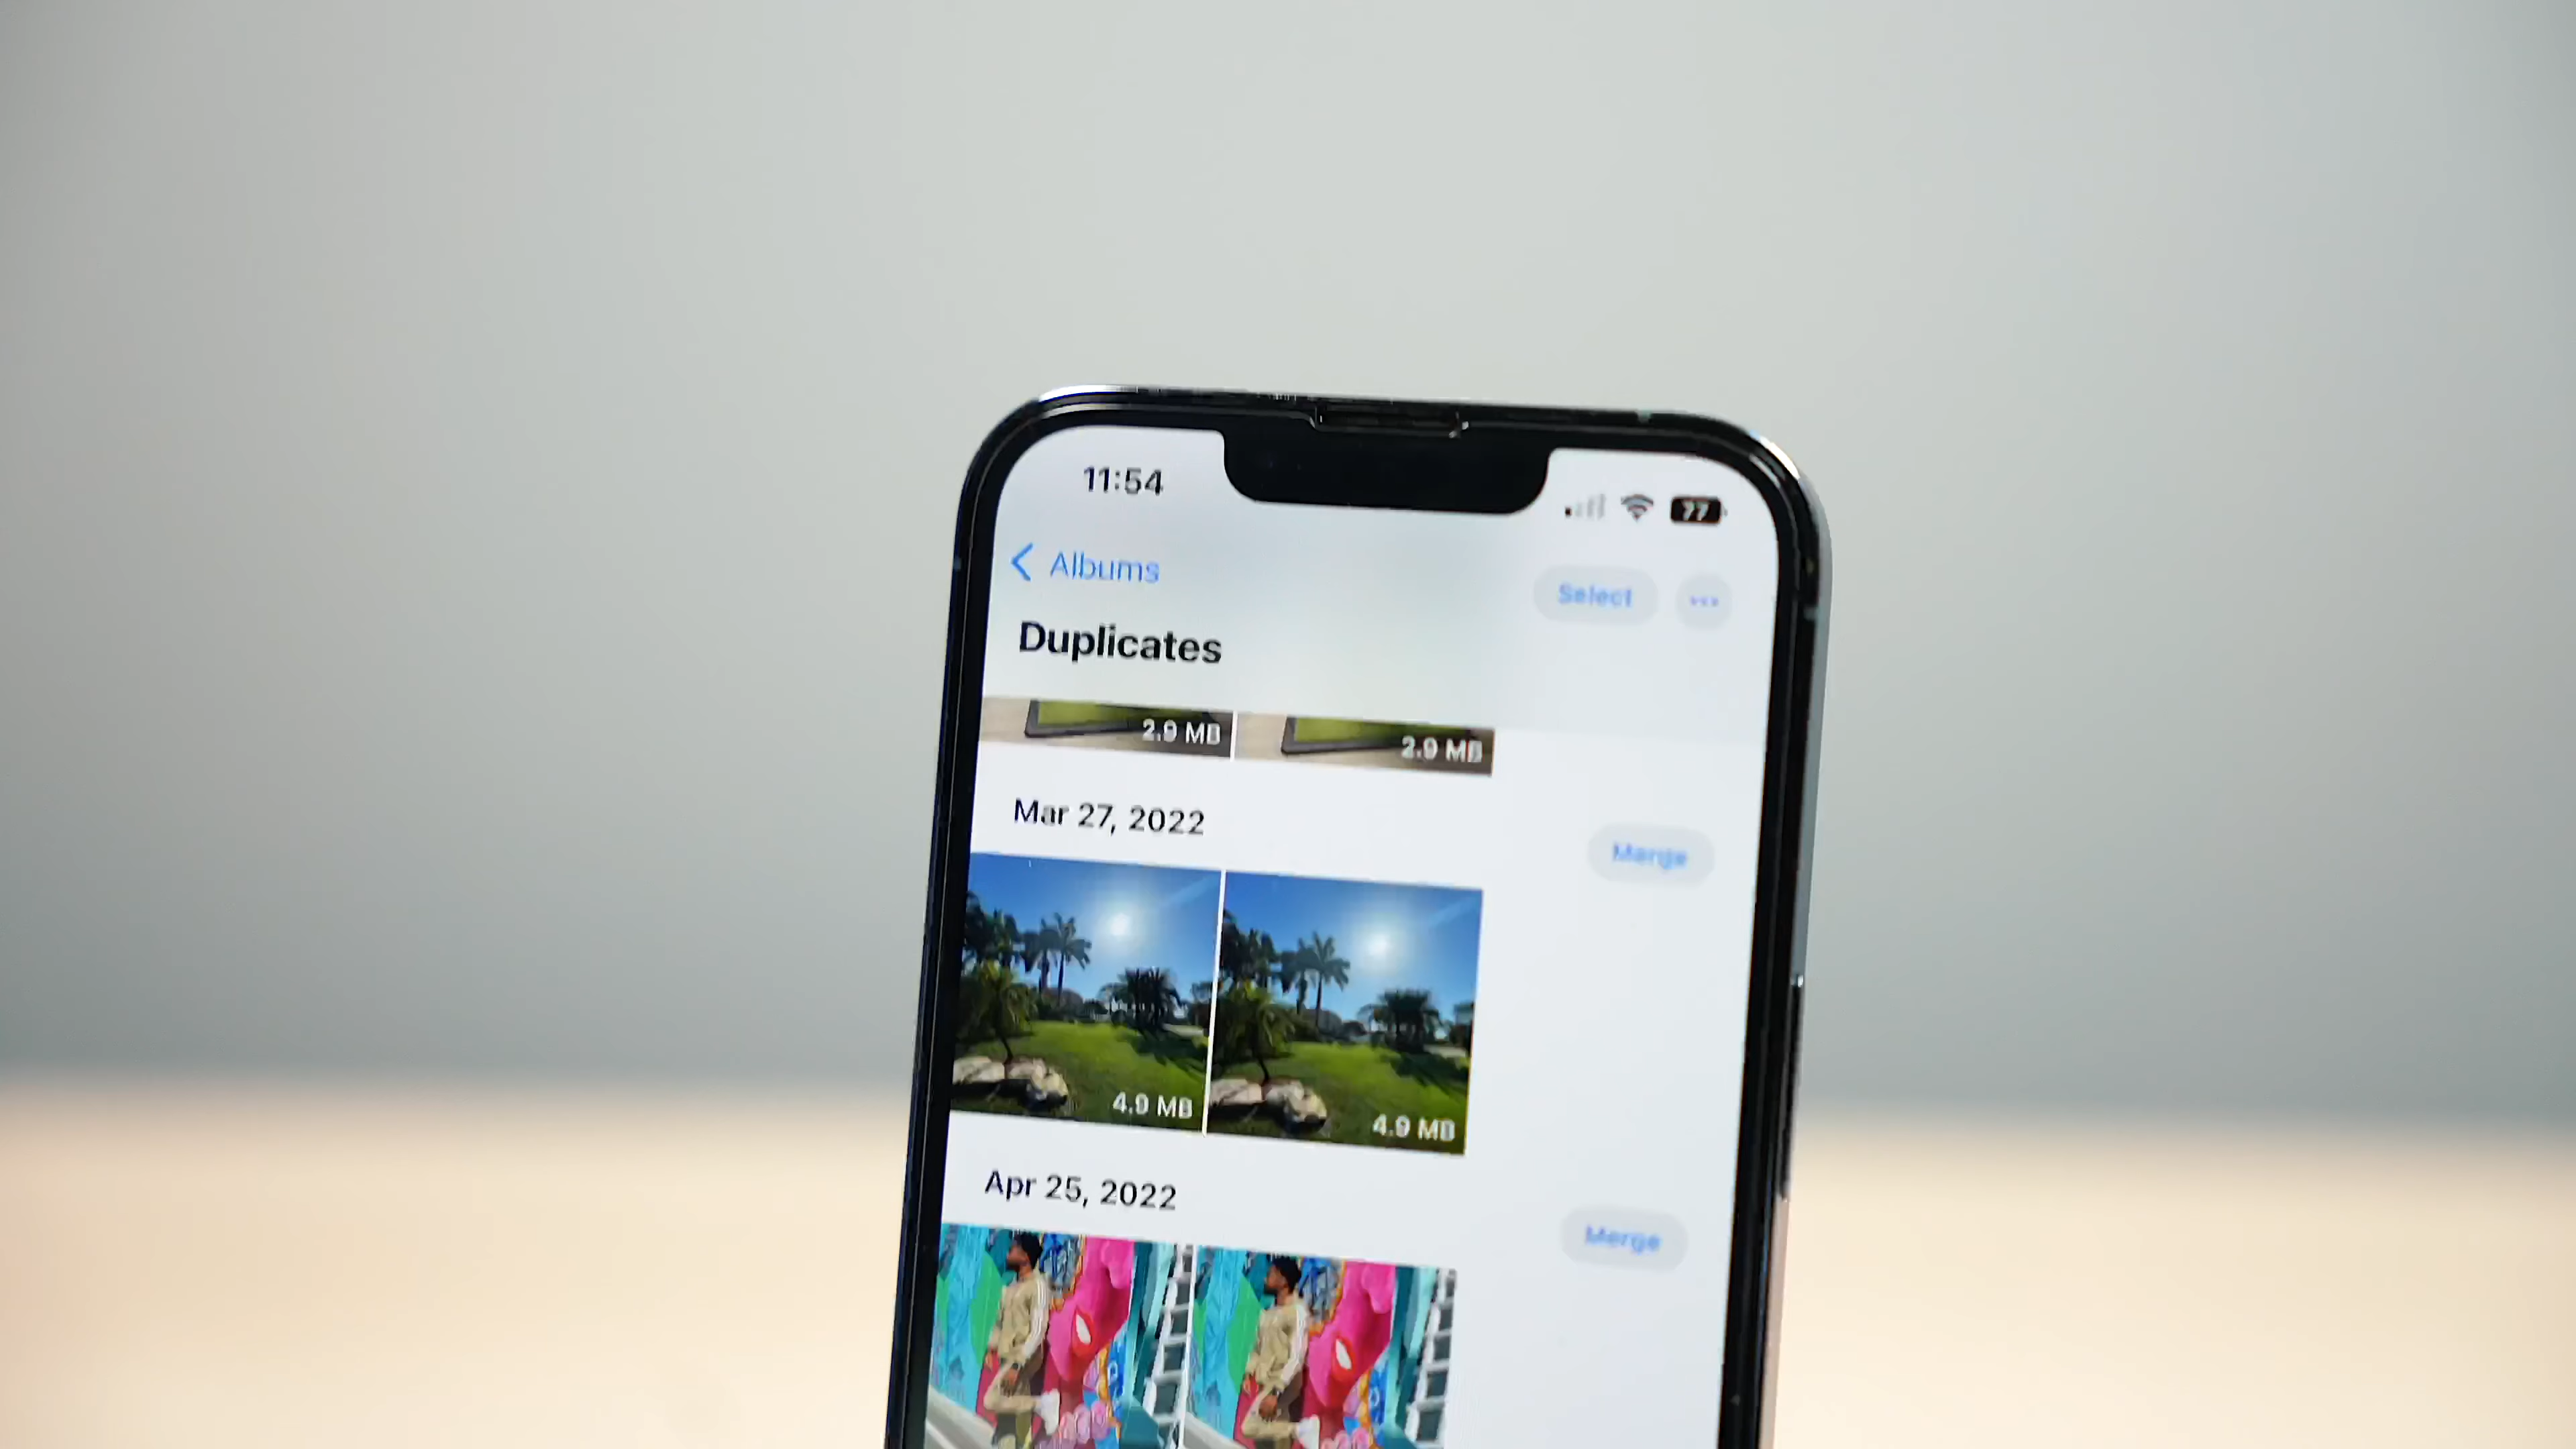 11:54
77
Albums
Select
Duplicates
2.9 MB
2.9 MB
Mar 27, 2022
Merge
4.9 MB
4.9 MB
Apr 25, 2022
Merge